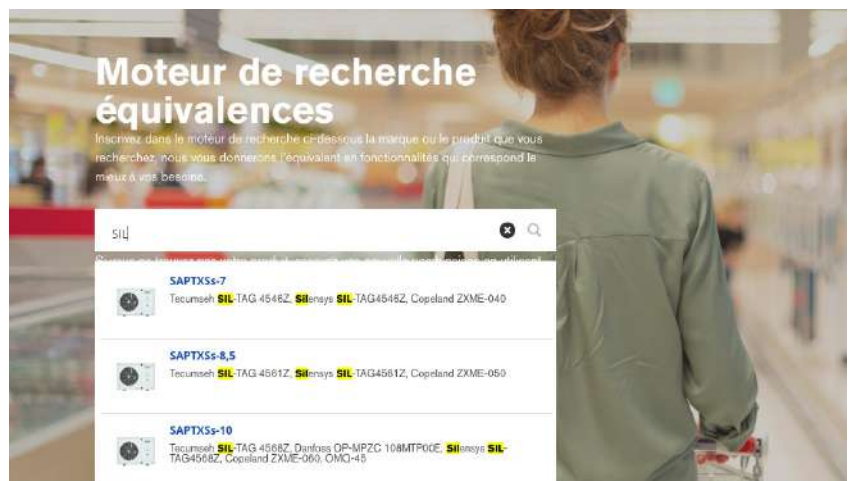 Moteur de recherche
équivalences
Inscrivez dans le moteur de recherche ci-dessous la marque ou le produit que vous
recherchez, nous vous donnerons l'équivalent en fonctionnalités qui correspond le
mieux à vos besoins.
SIL
SAPTXSs-7
Tecumseh SIL-TAG 4546Z, Silensys SIL-TAG4546Z, Copeland ZXME-040
SAPTXSs-8,5
Tecumseh SIL-TAG 4561Z, Silensys SIL-TAG4561Z, Copeland ZXME-050
SAPTXSs-10
Tecumseh SIL-TAG 4568Z, Danfoss OP-MPZC 108MTP00E, Silensys SIL-
TAG4568Z, Copeland ZXME-060, OMQ-45